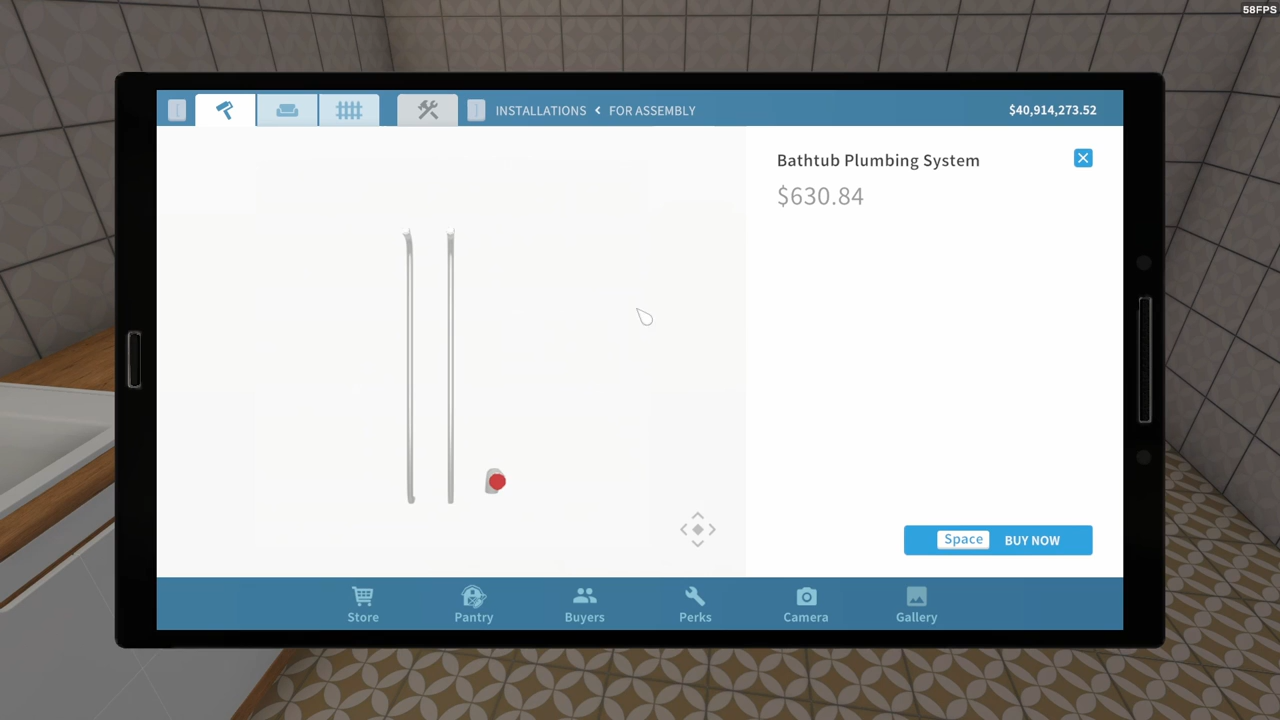 58FPS
INSTALLATIONS < FOR ASSEMBLY
$40,914,273.52
Bathtub Plumbing System
$630.84
Space BUY NOW
Store Pantry Buyers Perks Camera Gallery